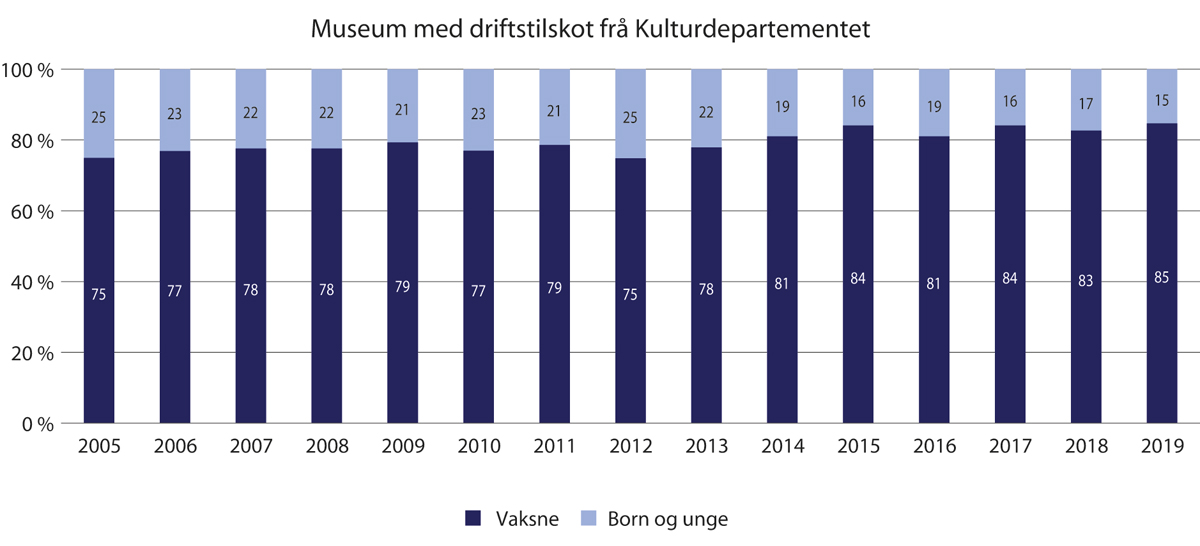 Museum med driftstilskot frå Kulturdepartementet
100 %
80 %
60 %
40 %
20 %
0 %
25 23 22 22 21 23 21 25 22 19 16 19 16 17 15
75 77 78 78 79 77 79 75 78 81 84 81 84 83 85
2005 2006 2007 2008 2009 2010 2011 2012 2013 2014 2015 2016 2017 2018 2019
Vaksne Born og unge